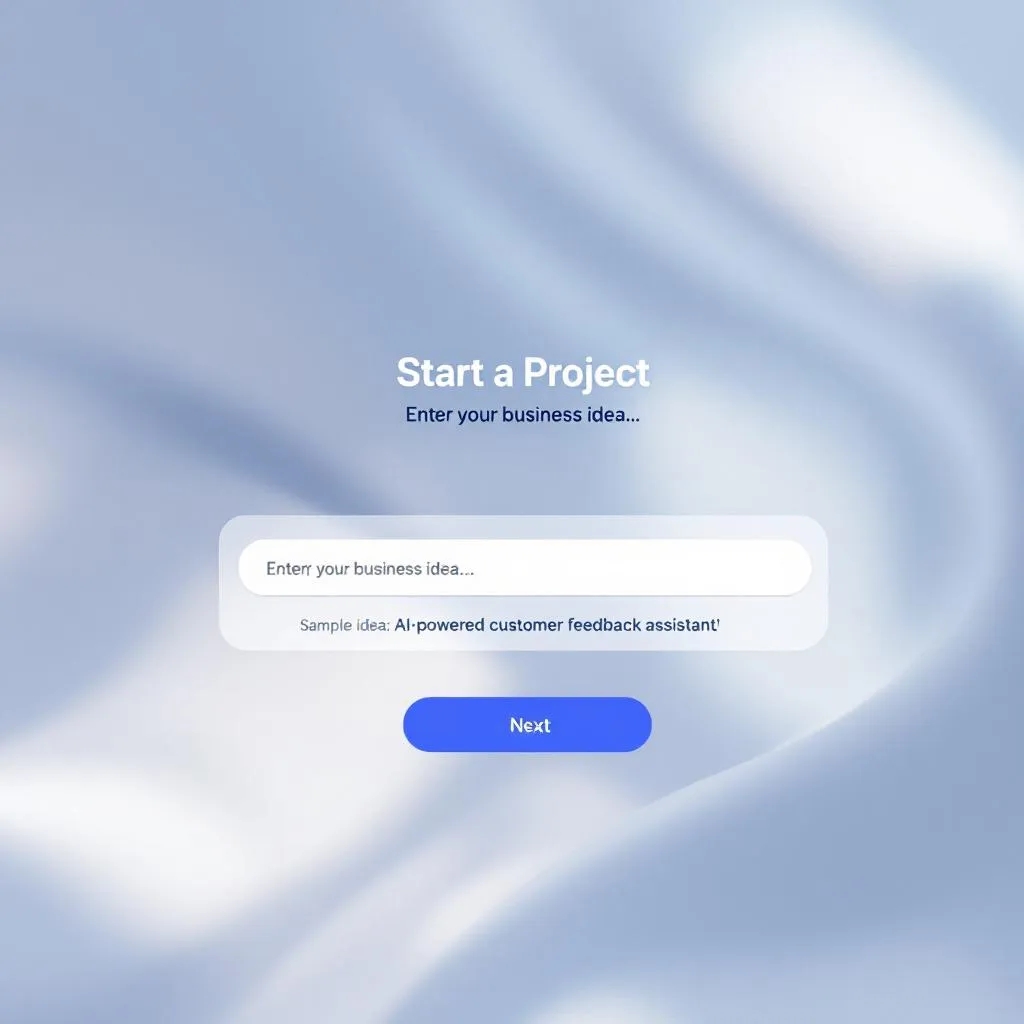 Start a Project
Enter your business idea...
Enterr your business idea...
Sample idea: AI-powered customer feedback assistant'
Next